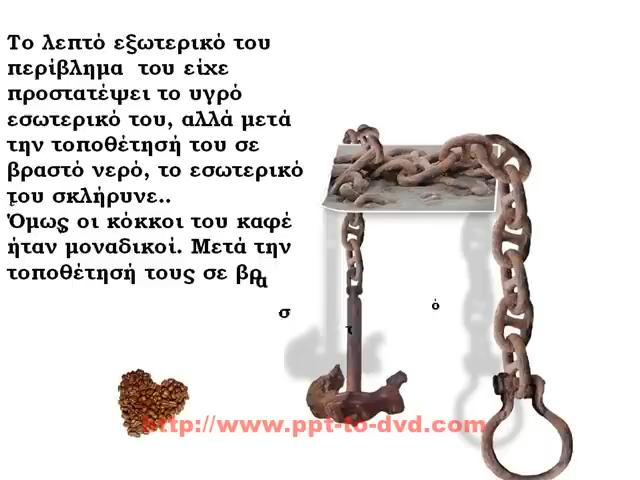 Το λεπτό εξωτερικό του
περίβλημα του είχε
προστατέψει το υγρό
εσωτερικό του, αλλά μετά
την τοποθέτησή του σε
βραστό νερό, το εσωτερικό
του σκλήρυνε..
Όμως οι κόκκοι του καφέ
ήταν μοναδικοί. Μετά την
τοποθέτησή τους σε βρα
σ τ ό
http://www.ppt-to-dvd.com